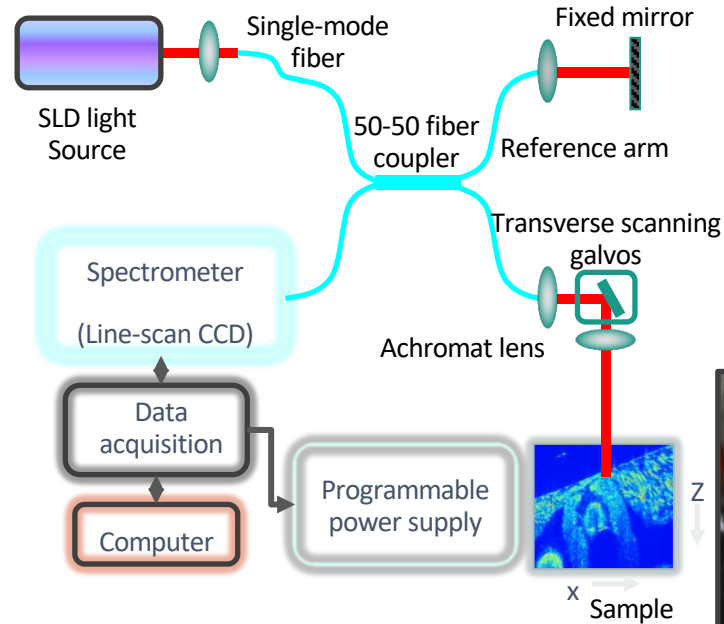 Single-mode
fiber
Fixed mirror
SLD light
Source
50-50 fiber
coupler
Reference arm
Transverse scanning
galvos
Spectrometer
(Line-scan CCD)
Achromat lens
Data
acquisition
Programmable
power supply
Computer
Z
x
Sample